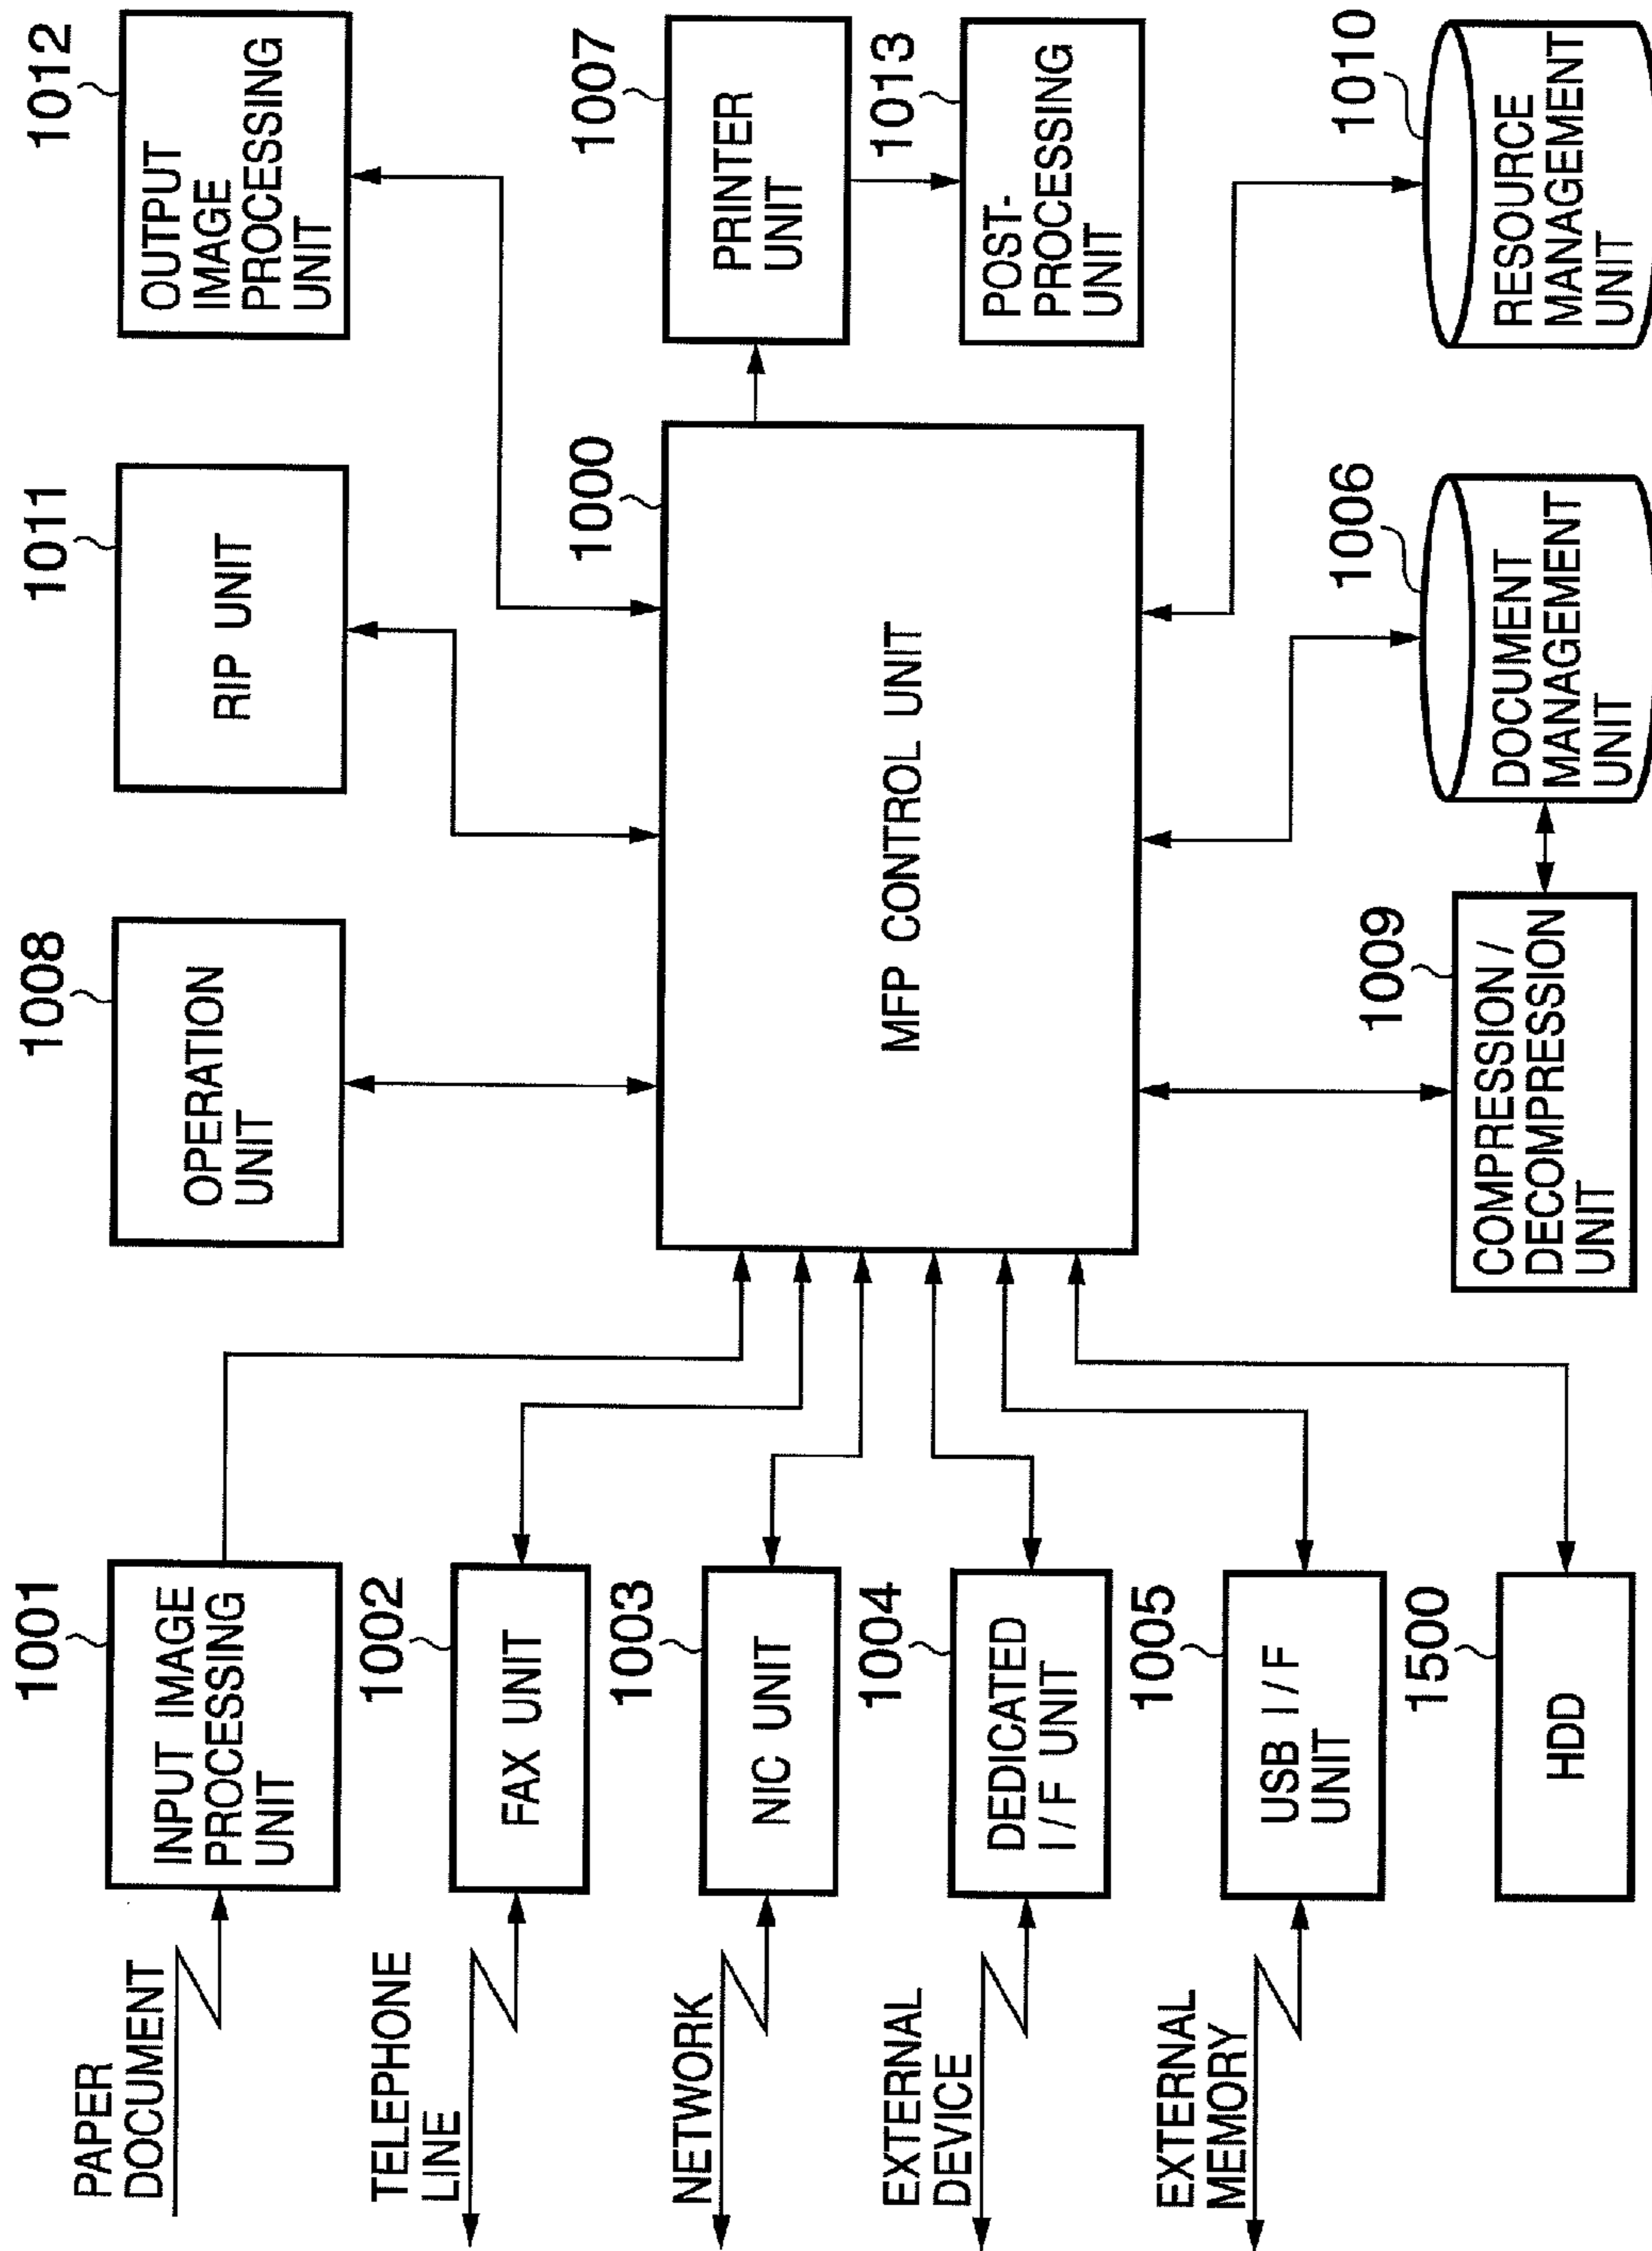 1001
PAPER
DOCUMENT
INPUT IMAGE
PROCESSING
UNIT
1002
TELEPHONE
LINE
FAX UNIT
1003
NETWORK
NIC UNIT
1004
EXTERNAL
DEVICE
DEDICATED
I/F UNIT
1005
EXTERNAL
MEMORY
USB I/F
UNIT
1500
HDD
1008
OPERATION
UNIT
1011
RIP UNIT
1012
OUTPUT
IMAGE
PROCESSING
UNIT
1000
MFP CONTROL UNIT
1007
PRINTER
UNIT
1013
POST-
PROCESSING
UNIT
1009
COMPRESSION/
DECOMPRESSION
UNIT
1006
DOCUMENT
MANAGEMENT
UNIT
1010
RESOURCE
MANAGEMENT
UNIT